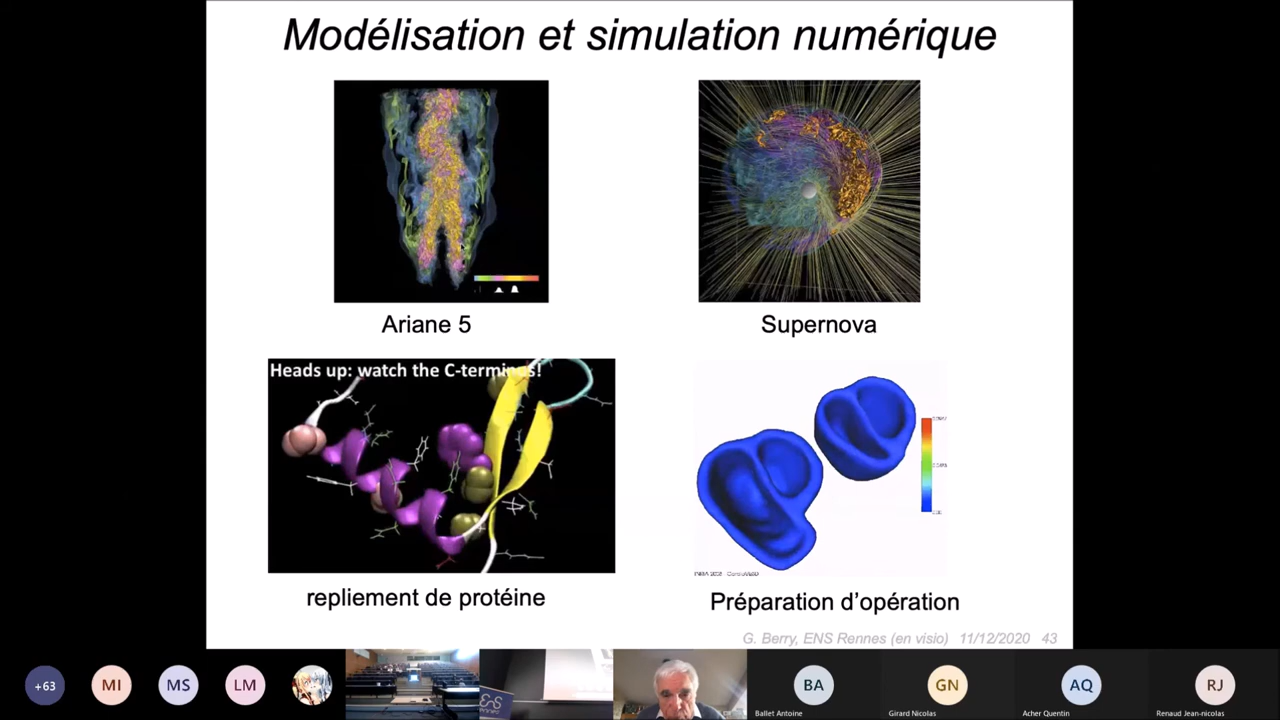 Modélisation et simulation numérique
Ariane 5
Supernova
Heads up: watch the C-terminus!
repliement de protéine
Préparation d'opération
G. Berry, ENS Rennes (en visio) 11/12/2020 43
+63
MI
MS
LM
BA
GN
AQ
RJ
Ballet Antoine
Girard Nicolas
Acher Quentin
Renaud Jean-nicolas